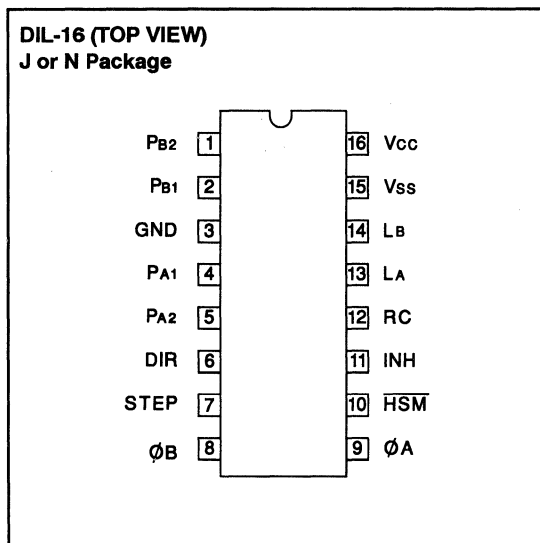 DIL-16 (TOP VIEW)
J or N Package
PB2 1 16 VCC
PB1 2 15 VSS
GND 3 14 LB
PA1 4 13 LA
PA2 5 12 RC
DIR 6 11 INH
STEP 7 10 HSM
ØB 8 9 ØA